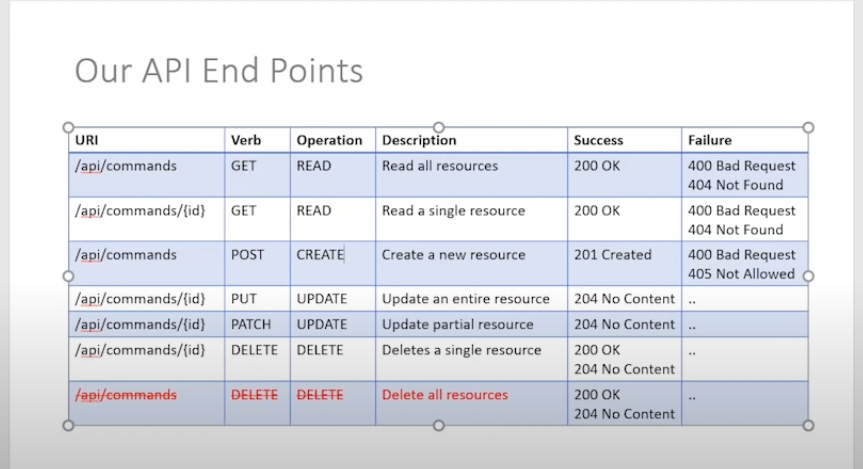 Our API End Points
URI Verb Operation Description Success Failure
/api/commands GET READ Read all resources 200 OK 400 Bad Request
404 Not Found
/api/commands/{id} GET READ Read a single resource 200 OK 400 Bad Request
404 Not Found
/api/commands POST CREATE Create a new resource 201 Created 400 Bad Request
405 Not Allowed
/api/commands/{id} PUT UPDATE Update an entire resource 204 No Content ..
/api/commands/{id} PATCH UPDATE Update partial resource 204 No Content ..
/api/commands/{id} DELETE DELETE Deletes a single resource 200 OK ..
204 No Content
/api/commands DELETE DELETE Delete all resources 200 OK ..
204 No Content